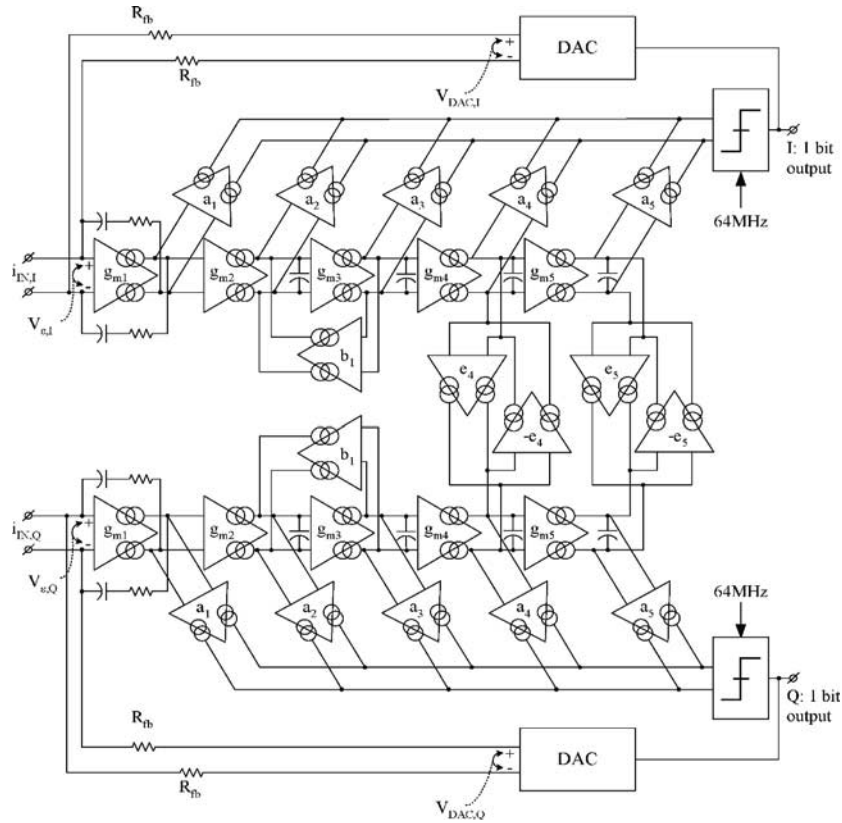 R_fb
DAC
R_fb
V_DAC,I
+
-
I: 1 bit
output
64MHz
a_1
a_2
a_3
a_4
a_5
i_IN,I
+
-
V_ε,I
g_m1
g_m2
g_m3
g_m4
g_m5
b_1
e_4
-e_4
e_5
-e_5
b_1
i_IN,Q
+
-
V_ε,Q
g_m1
g_m2
g_m3
g_m4
g_m5
a_1
a_2
a_3
a_4
a_5
64MHz
Q: 1 bit
output
R_fb
R_fb
+
-
V_DAC,Q
DAC